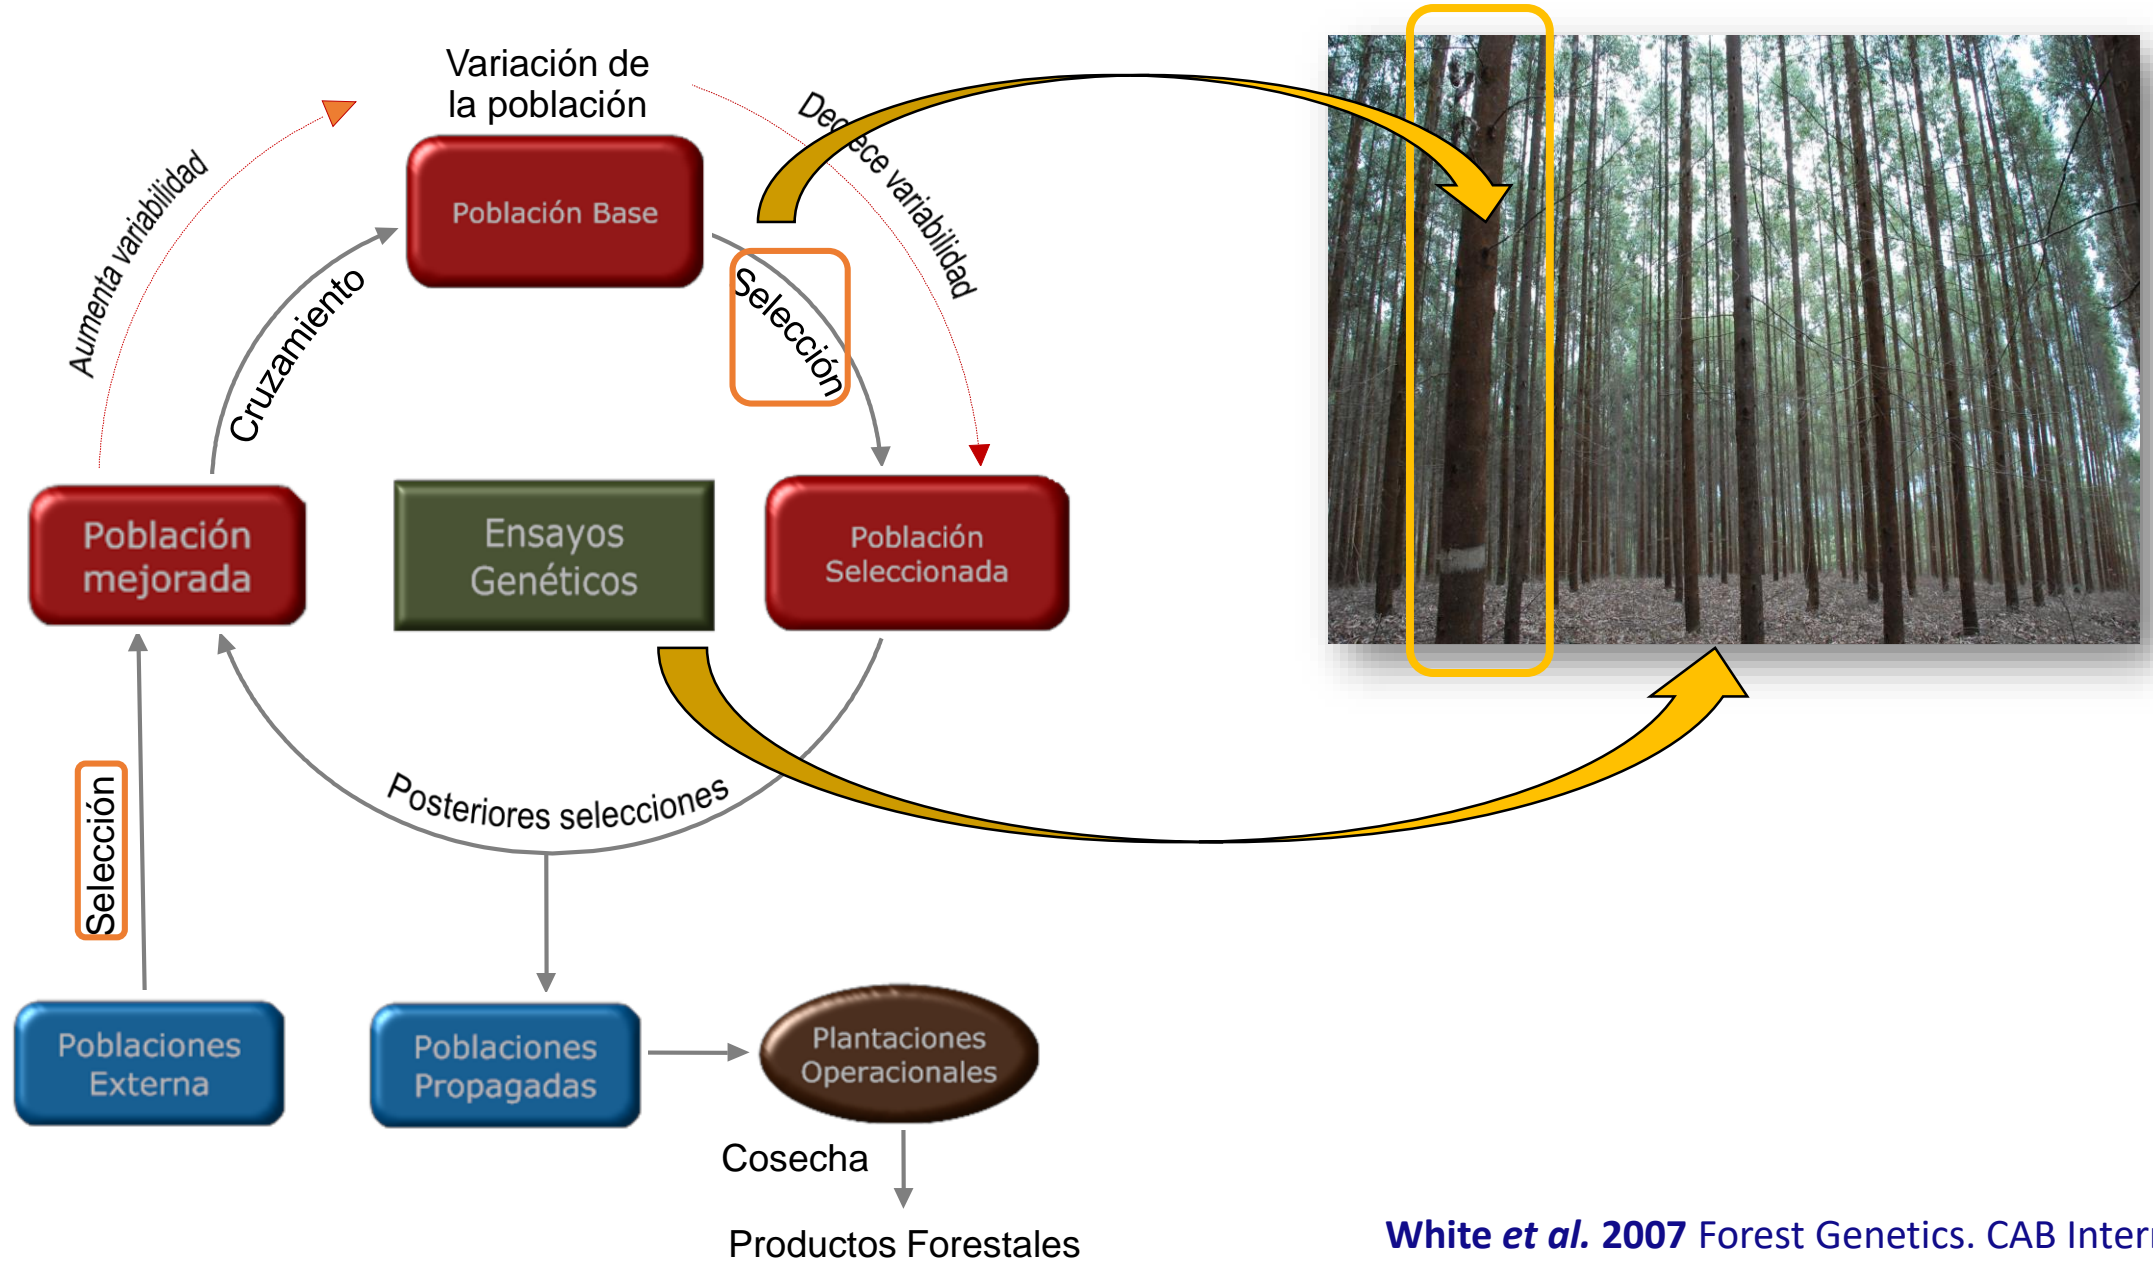 Variación de
la población
Aumenta variabilidad
Decrece variabilidad
Población Base
Cruzamiento
Selección
Población
mejorada
Ensayos
Genéticos
Población
Seleccionada
Posteriores selecciones
Selección
Poblaciones
Externa
Poblaciones
Propagadas
Plantaciones
Operacionales
Cosecha
Productos Forestales
White et al. 2007 Forest Genetics. CAB